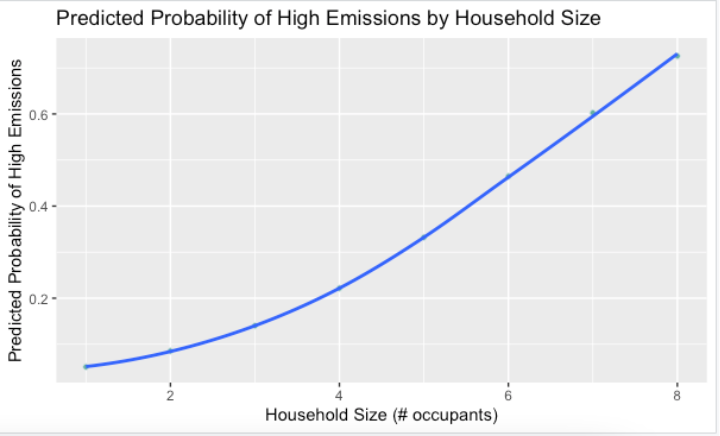 Predicted Probability of High Emissions by Household Size
Predicted Probability of High Emissions
0.6
0.4
0.2
2
4
6
8
Household Size (# occupants)